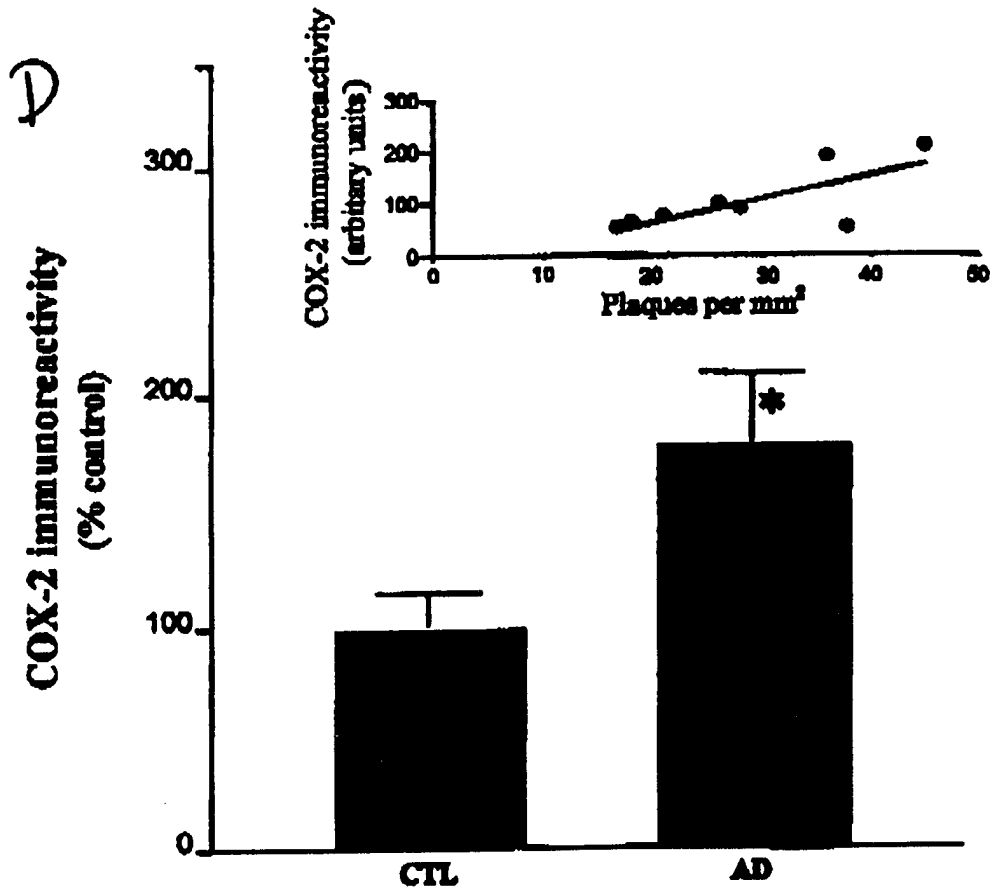 D
COX-2 immunoreactivity
(arbitrary units)
300
200
100
0
0 10 20 30 40 50
Plaques per mm²
COX-2 immunoreactivity
(% control)
300
200
*
100
0
CTL AD